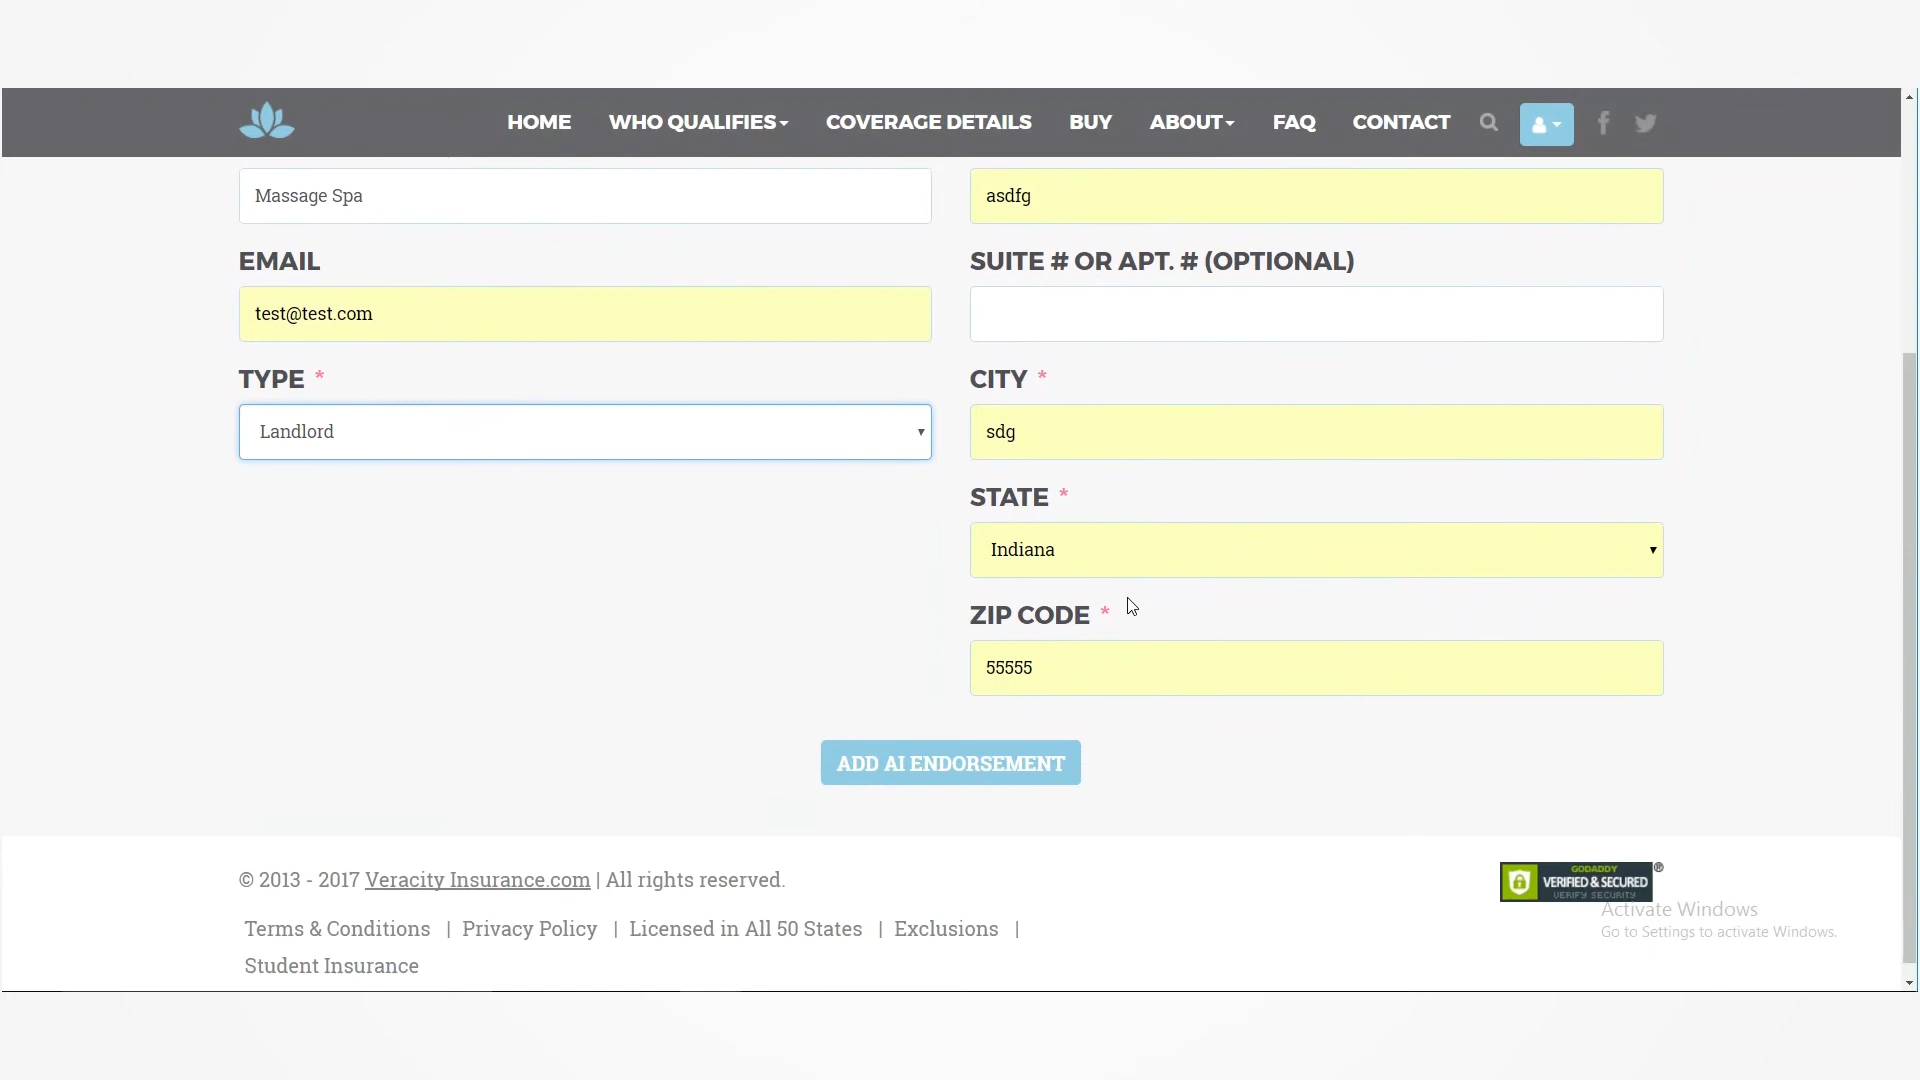 HOME WHO QUALIFIES COVERAGE DETAILS BUY ABOUT FAQ CONTACT
Massage Spa
asdfg
EMAIL
SUITE # OR APT. # (OPTIONAL)
test@test.com
TYPE *
CITY *
Landlord
sdg
STATE *
Indiana
ZIP CODE *
55555
ADD AI ENDORSEMENT
© 2013 - 2017 Veracity Insurance.com | All rights reserved.
GODADDY
VERIFIED & SECURED
VERIFY SECURITY
®
Activate Windows
Go to Settings to activate Windows.
Terms & Conditions | Privacy Policy | Licensed in All 50 States | Exclusions |
Student Insurance